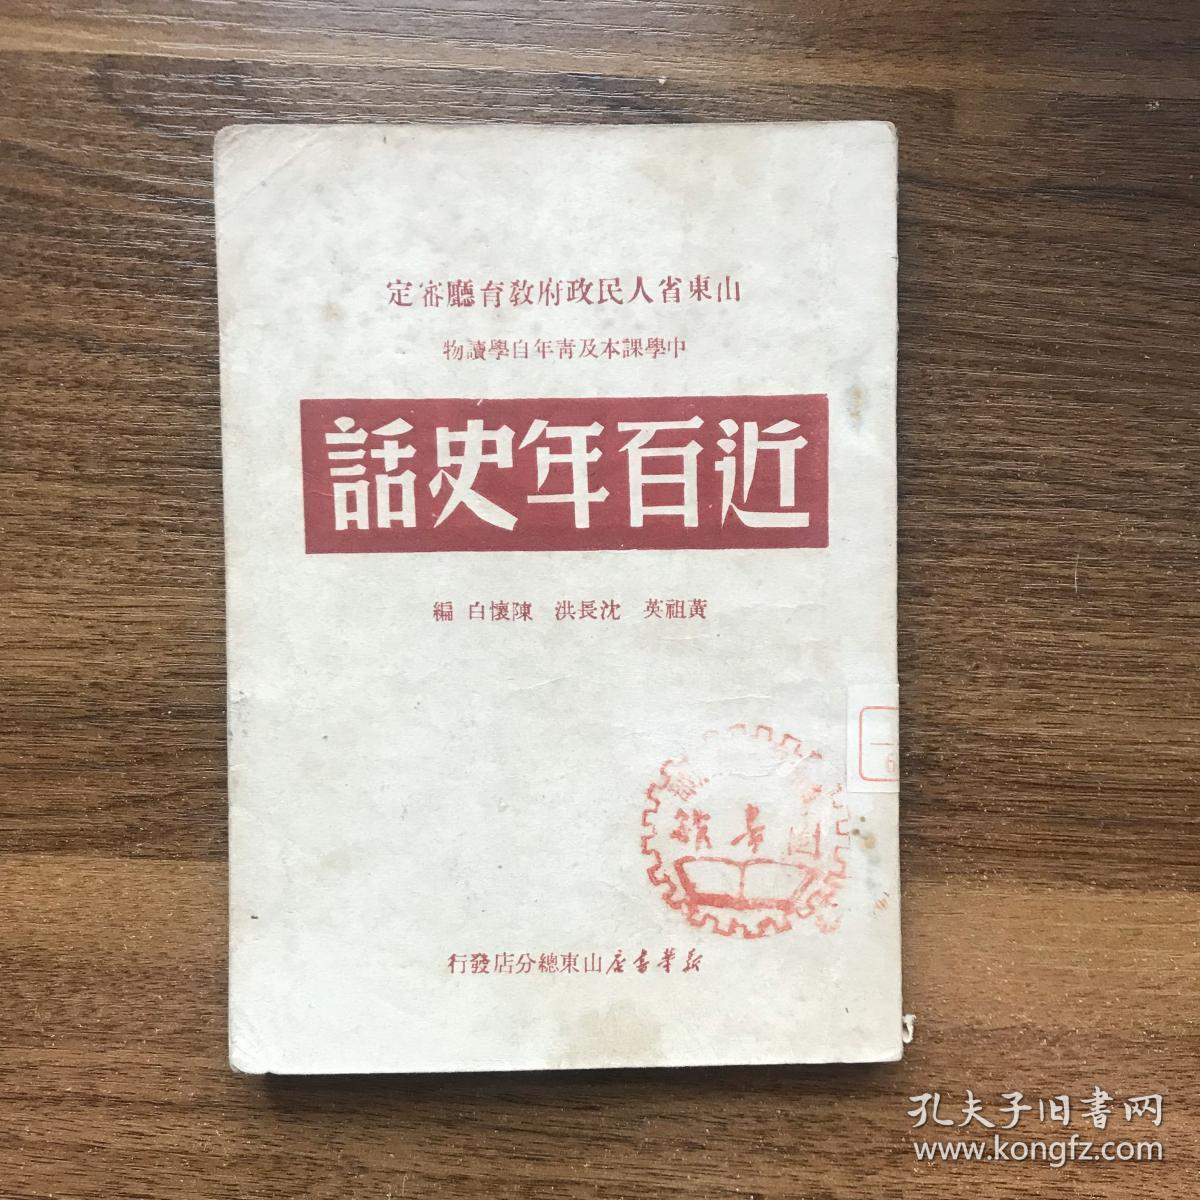 山東省人民政府敎育廳審定
中學課本及靑年自學讀物
近百年史話
黃祖英 沈長洪 陳懷白 編
圖書館
新華書店山東總分店發行
孔夫子旧書网
www.kongfz.com